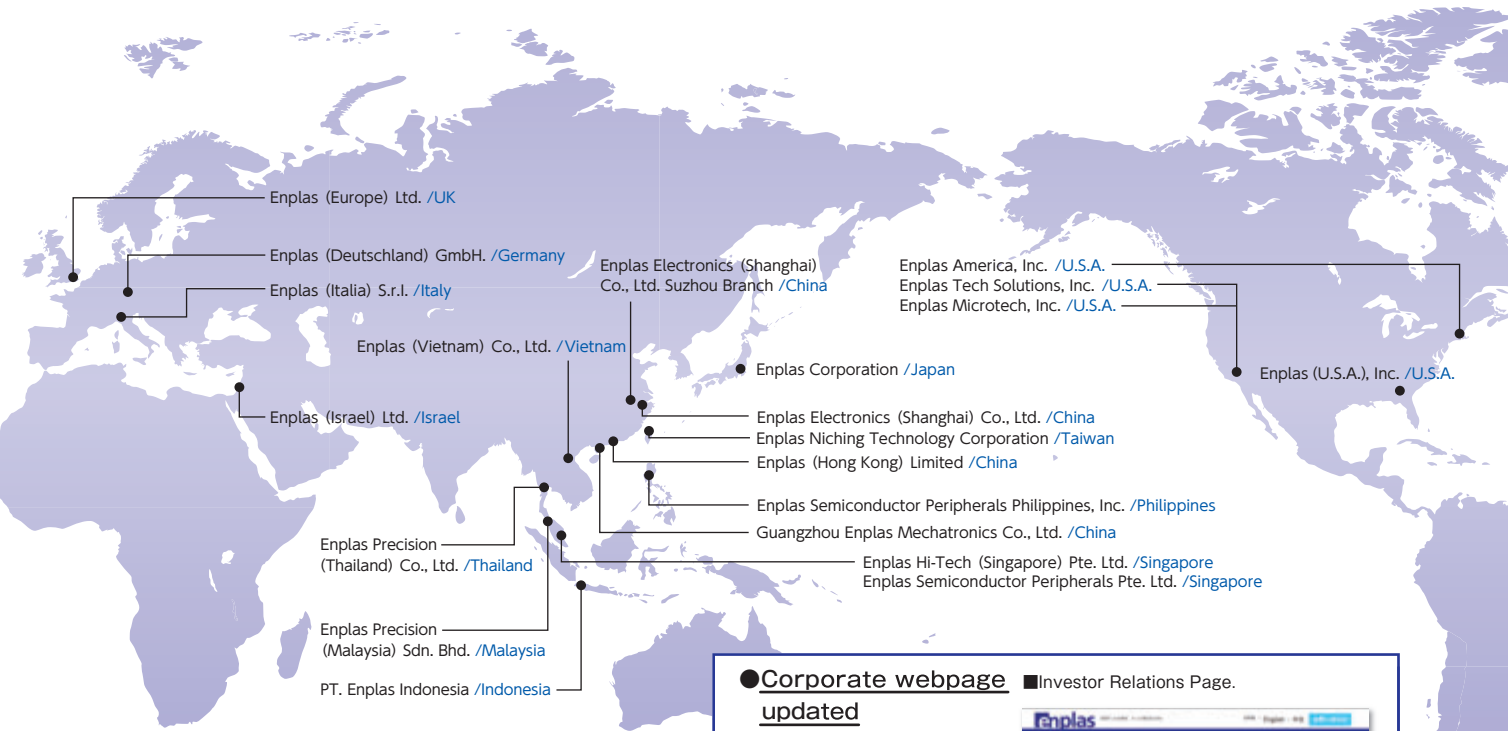 Enplas (Europe) Ltd. /UK
Enplas (Deutschland) GmbH. /Germany
Enplas (Italia) S.r.l. /Italy
Enplas (Israel) Ltd. /Israel
Enplas Electronics (Shanghai)
Co., Ltd. Suzhou Branch /China
Enplas (Vietnam) Co., Ltd. /Vietnam
Enplas America, Inc. /U.S.A.
Enplas Tech Solutions, Inc. /U.S.A.
Enplas Microtech, Inc. /U.S.A.
Enplas Corporation /Japan
Enplas (U.S.A.), Inc. /U.S.A.
Enplas Electronics (Shanghai) Co., Ltd. /China
Enplas Niching Technology Corporation /Taiwan
Enplas (Hong Kong) Limited /China
Enplas Semiconductor Peripherals Philippines, Inc. /Philippines
Guangzhou Enplas Mechatronics Co., Ltd. /China
Enplas Hi-Tech (Singapore) Pte. Ltd. /Singapore
Enplas Semiconductor Peripherals Pte. Ltd. /Singapore
Enplas Precision
(Thailand) Co., Ltd. /Thailand
Enplas Precision
(Malaysia) Sdn. Bhd. /Malaysia
PT. Enplas Indonesia /Indonesia
●Corporate webpage
updated
■Investor Relations Page.
Enplas